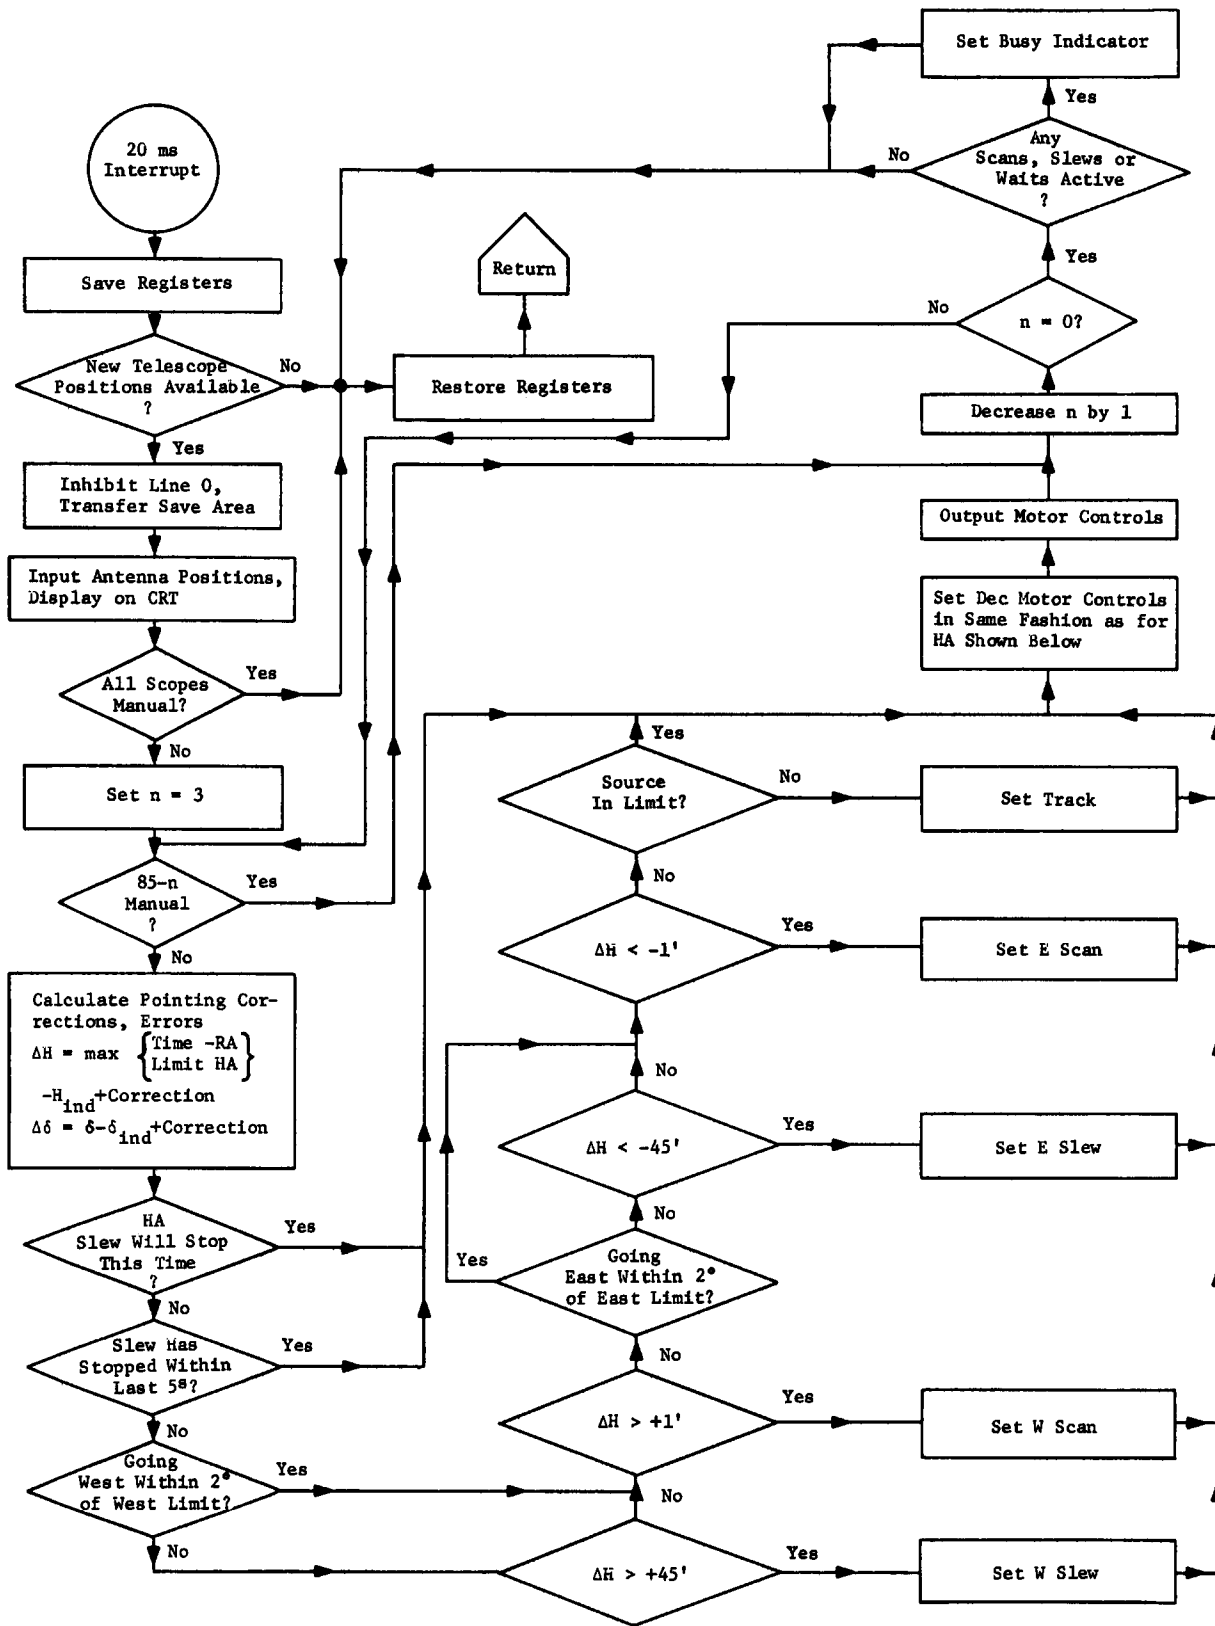 Set Busy Indicator
Yes
20 ms
Interrupt
Any
Scans, Slews or
Waits Active
?
No
Return
Yes
Save Registers
n = 0?
No
New Telescope
Positions Available
?
No
Restore Registers
Decrease n by 1
Yes
Inhibit Line 0,
Transfer Save Area
Output Motor Controls
Input Antenna Positions,
Display on CRT
Set Dec Motor Controls
in Same Fashion as for
HA Shown Below
All Scopes
Manual?
Yes
No
Yes
Set n = 3
Source
In Limit?
No
Set Track
85-n
Manual
?
Yes
No
No
ΔH < -1'
Yes
Set E Scan
Calculate Pointing Cor-
rections, Errors
ΔH = max {Time -RA
Limit HA}
-Hind+Correction
Δδ = δ-δind+Correction
No
ΔH < -45'
Yes
Set E Slew
HA
Slew Will Stop
This Time
?
Yes
No
No
Going
East Within 2°
of East Limit?
Yes
Slew Has
Stopped Within
Last 5s?
Yes
No
No
ΔH > +1'
Yes
Set W Scan
Going
West Within 2°
of West Limit?
Yes
No
No
ΔH > +45'
Yes
Set W Slew